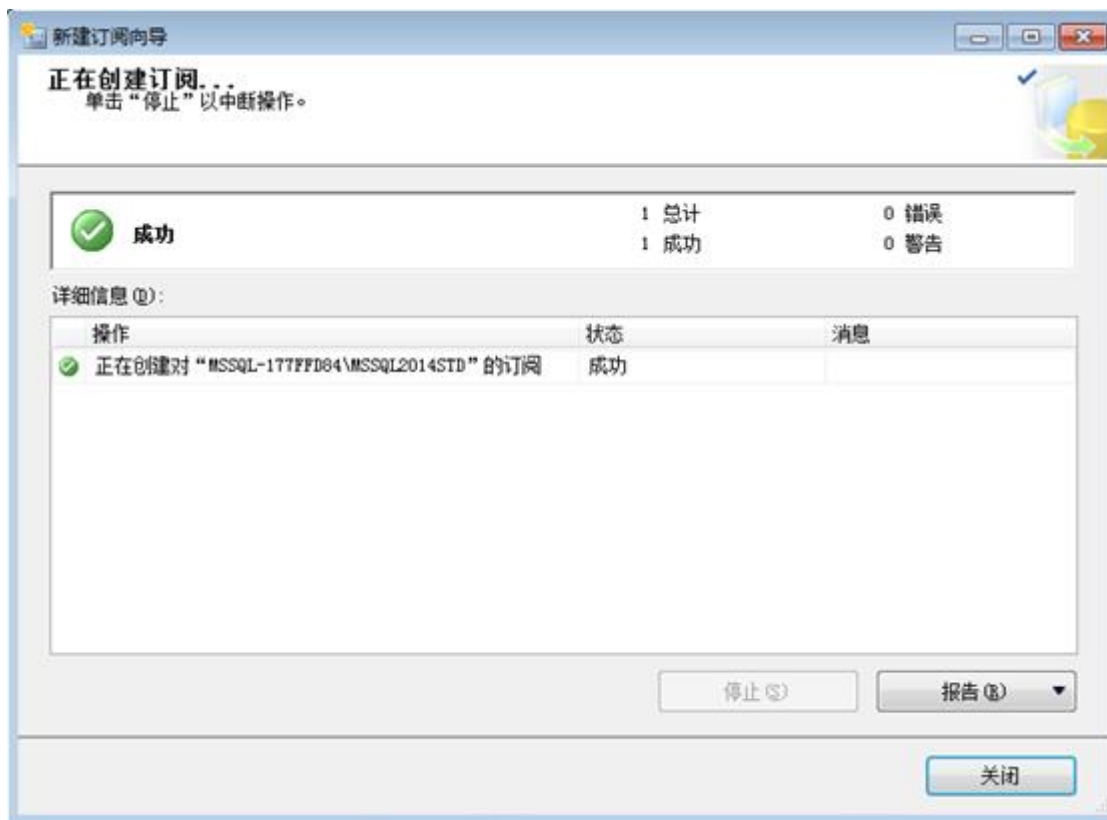 新建订阅向导
正在创建订阅...
单击“停止”以中断操作。
成功
1 总计
0 错误
1 成功
0 警告
详细信息(D):
操作 状态 消息
正在创建对“MSSQL-177FFD84\MSSQL2014STD”的订阅 成功
停止(S) 报告(R)
关闭